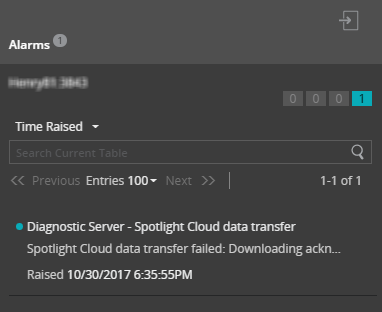 Alarms 1
0 0 0 1
Time Raised
Search Current Table
Previous Entries 100 Next 1-1 of 1
Diagnostic Server - Spotlight Cloud data transfer
Spotlight Cloud data transfer failed: Downloading ackn...
Raised 10/30/2017 6:35:55PM